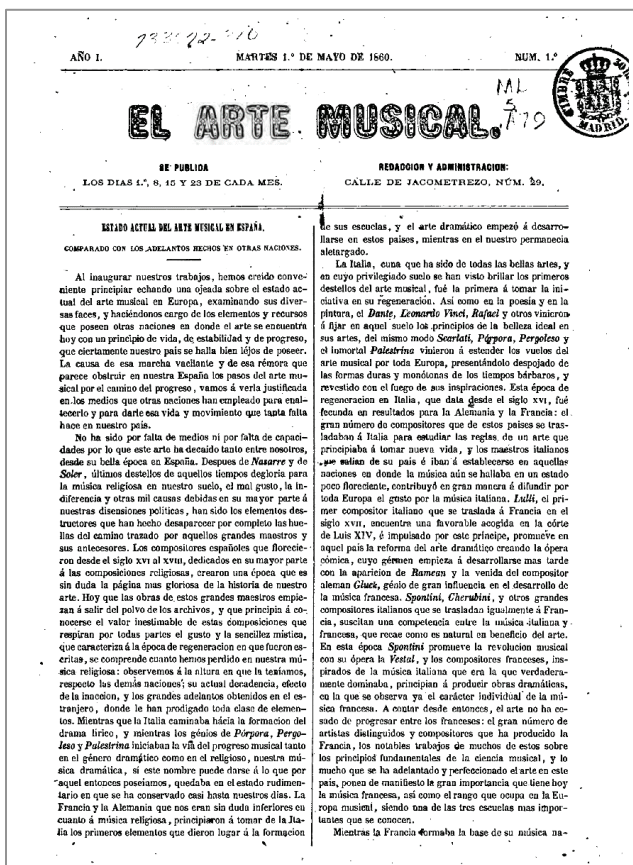 AÑO I.
MARTES 1.º DE MAYO DE 1860.
NUM. 1.º
ML
5
A79
TIMBRE
MADRID.
EL ARTE MUSICAL.
SE PUBLICA
LOS DIAS 1.º, 8, 15 Y 23 DE CADA MES.
REDACCION Y ADMINISTRACION:
CALLE DE JACOMETREZO, NÚM. 29.
ESTADO ACTUAL DEL ARTE MUSICAL EN ESPAÑA.
COMPARADO CON LOS ADELANTOS HECHOS EN OTRAS NACIONES.
Al inaugurar nuestros trabajos, hemos creido conve-
niente principiar echando una ojeada sobre el estado ac-
tual del arte musical en Europa, examinando sus diver-
sas faces, y haciéndonos cargo de los elementos y recursos
que poseen otras naciones en donde el arte se encuentra
hoy con un principio de vida, de estabilidad y de progreso,
que ciertamente nuestro pais se halla bien léjos de poseer.
La causa de esa marcha vacilante y de esa rémora que
parece obstruir en nuestra España los pasos del arte mu-
sical por el camino del progreso, vamos á verla justificada
en los medios que otras naciones han empleado para enal-
tecerlo y para darle esa vida y movimiento que tanta falta
hace en nuestro pais.
No ha sido por falta de medios ni por falta de capaci-
dades por lo que este arte ha decaido tanto entre nosotros,
desde su bella época en España. Despues de Nasarre y de
Soler, últimos destellos de aquellos tiempos de gloria para
la música religiosa en nuestro suelo, el mal gusto, la in-
diferencia y otras mil causas debidas en su mayor parte á
nuestras disensiones politicas, han sido los elementos des-
tructores que han hecho desaparecer por completo las hue-
llas del camino trazado por aquellos grandes maestros y
sus antecesores. Los compositores españoles que florecie-
ron desde el siglo XVI al XVIII, dedicados en su mayor parte
á las composiciones religiosas, crearon una época que es
sin duda la página mas gloriosa de la historia de nuestro
arte. Hoy que las obras de estos grandes maestros empie-
zan á salir del polvo de los archivos, y que principia á co-
nocerse el valor inestimable de estas composiciones que
respiran por todas partes el gusto y la sencillez mística,
que caracteriza á la época de regeneracion en que fueron es-
critas, se comprende cuanto hemos perdido en nuestra mú-
sica religiosa: observemos á la altura en que la teniamos,
respecto las demás naciones; su actual decadencia, efecto
de la inaccion, y los grandes adelantos obtenidos en el es-
tranjero, donde le han prodigado toda clase de elemen-
tos. Mientras que la Italia caminaba hácia la formacion del
drama lirico, y mientras los génios de Pórpora, Pergo-
leso y Palestrina iniciaban la via del progreso musical tanto
en el género dramático como en el religioso, nuestra mú-
sica dramática, si este nombre puede darse á lo que por
aquel entonces poseiamos, quedaba en el estado rudimen-
tario en que se ha conservado casi hasta nuestros dias. La
Francia y la Alemania que nos eran sin duda inferiores en
cuanto á música religiosa, principiaron á tomar de la Ita-
lia los primeros elementos que dieron lugar á la formacion
de sus escuelas, y el arte dramático empezó á desarro-
llarse en estos paises, mientras en el nuestro permanecia
aletargado.
La Italia, cuna que ha sido de todas las bellas artes, y
en cuyo privilegiado suelo se han visto brillar los primeros
destellos del arte musical, fué la primera á tomar la ini-
ciativa en su regeneración. Asi como en la poesía y en la
pintura, el Dante, Leonardo Vinci, Rafael y otros vinieron
á fijar en aquel suelo los principios de la belleza ideal en
sus artes, del mismo modo Scarlati, Pórpora, Pergoleso y
el inmortal Palestrina vinieron á estender los vuelos del
arte musical por toda Europa, presentándolo despojado de
las formas duras y monótonas de los tiempos bárbaros, y
revestido con el fuego de sus inspiraciones. Esta época de
regeneracion en Italia, que data desde el siglo XVI, fué
fecunda en resultados para la Alemania y la Francia: el
gran número de compositores que de estos paises se tras-
ladaban á Italia para estudiar las reglas de un arte que
principiaba á tomar nueva vida, y los maestros italianos
que salian de su pais é iban á establecerse en aquellas
naciones en donde la música aún se hallaba en un estado
poco floreciente, contribuyó en gran manera á difundir por
toda Europa el gusto por la música italiana. Lulli, el pri-
mer compositor italiano que se traslada á Francia en el
siglo XVII, encuentra una favorable acogida en la córte
de Luis XIV, é impulsado por este príncipe, promueve en
aquel pais la reforma del arte dramático creando la ópera
cómica, cuyo gérmen empieza á desarrollarse mas tarde
con la aparicion de Rameau y la venida del compositor
aleman Gluck, génio de gran influencia en el desarrollo de
la música francesa. Spontini, Cherubini, y otros grandes
compositores italianos que se trasladan igualmente á Fran-
cia, suscitan una competencia entre la música italiana y
francesa, que recae como es natural en beneficio del arte.
En esta época Spontini promueve la revolucion musical
con su ópera la Vestal, y los compositores franceses, ins-
pirados de la música italiana que era la que verdadera-
mente dominaba, principian á producir obras dramáticas,
en la que se observa ya el carácter individual de la mú-
sica francesa. A contar desde entonces, el arte no ha ce-
sado de progresar entre los franceses: el gran número de
artistas distinguidos y compositores que ha producido la
Francia, los notables trabajos de muchos de estos sobre
los principios fundamentales de la ciencia musical, y lo
mucho que se ha adelantado y perfeccionado el arte en este
pais, ponen de manifiesto la gran importancia que tiene hoy
la música francesa, así como el rango que ocupa en la Eu-
ropa musical, siendo una de las tres escuelas mas impor-
tantes que se conocen.
Mientras la Francia formaba la base de su música na-